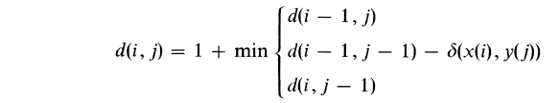 d(i − 1, j)
d(i, j) = 1 + min { d(i − 1, j − 1) − δ(x(i), y(j))
d(i, j − 1)